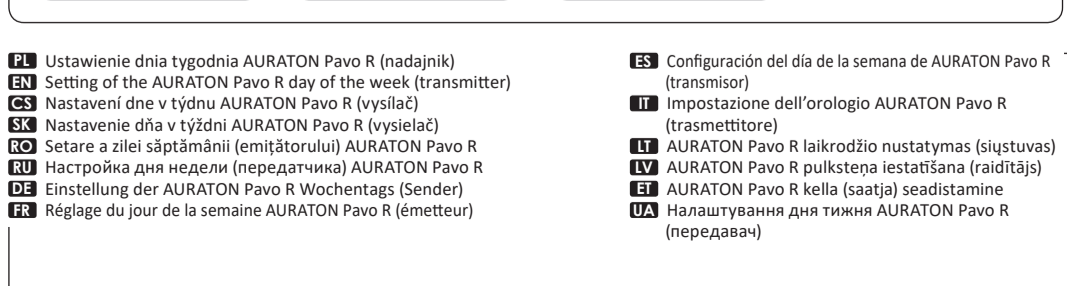 PL Ustawienie dnia tygodnia AURATON Pavo R (nadajnik)
EN Setting of the AURATON Pavo R day of the week (transmitter)
CS Nastavení dne v týdnu AURATON Pavo R (vysílač)
SK Nastavenie dňa v týždni AURATON Pavo R (vysielač)
RO Setare a zilei săptămânii (emițătorului) AURATON Pavo R
RU Настройка дня недели (передатчика) AURATON Pavo R
DE Einstellung der AURATON Pavo R Wochentags (Sender)
FR Réglage du jour de la semaine AURATON Pavo R (émetteur)
ES Configuración del día de la semana de AURATON Pavo R
(transmisor)
IT Impostazione dell'orologio AURATON Pavo R
(trasmettitore)
LT AURATON Pavo R laikrodžio nustatymas (siųstuvas)
LV AURATON Pavo R pulksteņa iestatīšana (raidītājs)
ET AURATON Pavo R kella (saatja) seadistamine
UA Налаштування дня тижня AURATON Pavo R
(передавач)